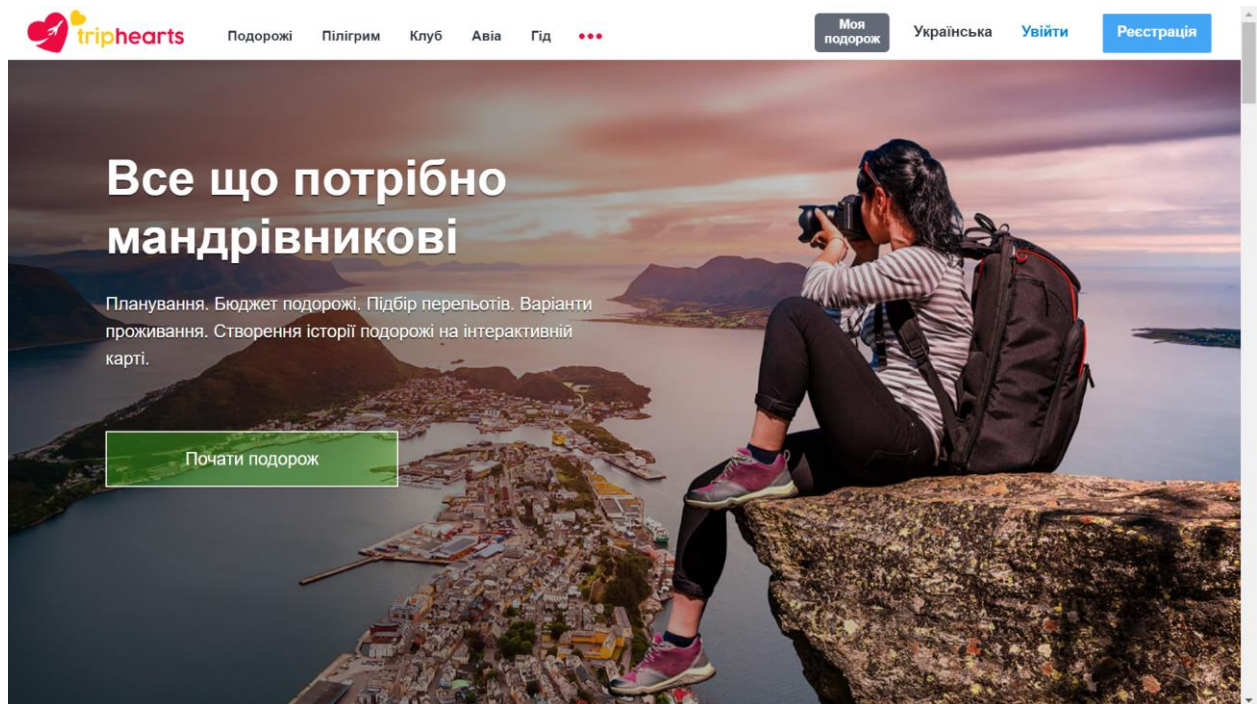 triphearts
Подорожі Пілігрим Клуб Авіа Гід
Моя
подорож
Українська Увійти Реєстрація
Все що потрібно
мандрівникові
Планування. Бюджет подорожі. Підбір перельотів. Варіанти
проживання. Створення історії подорожі на інтерактивній
карті.
Почати подорож